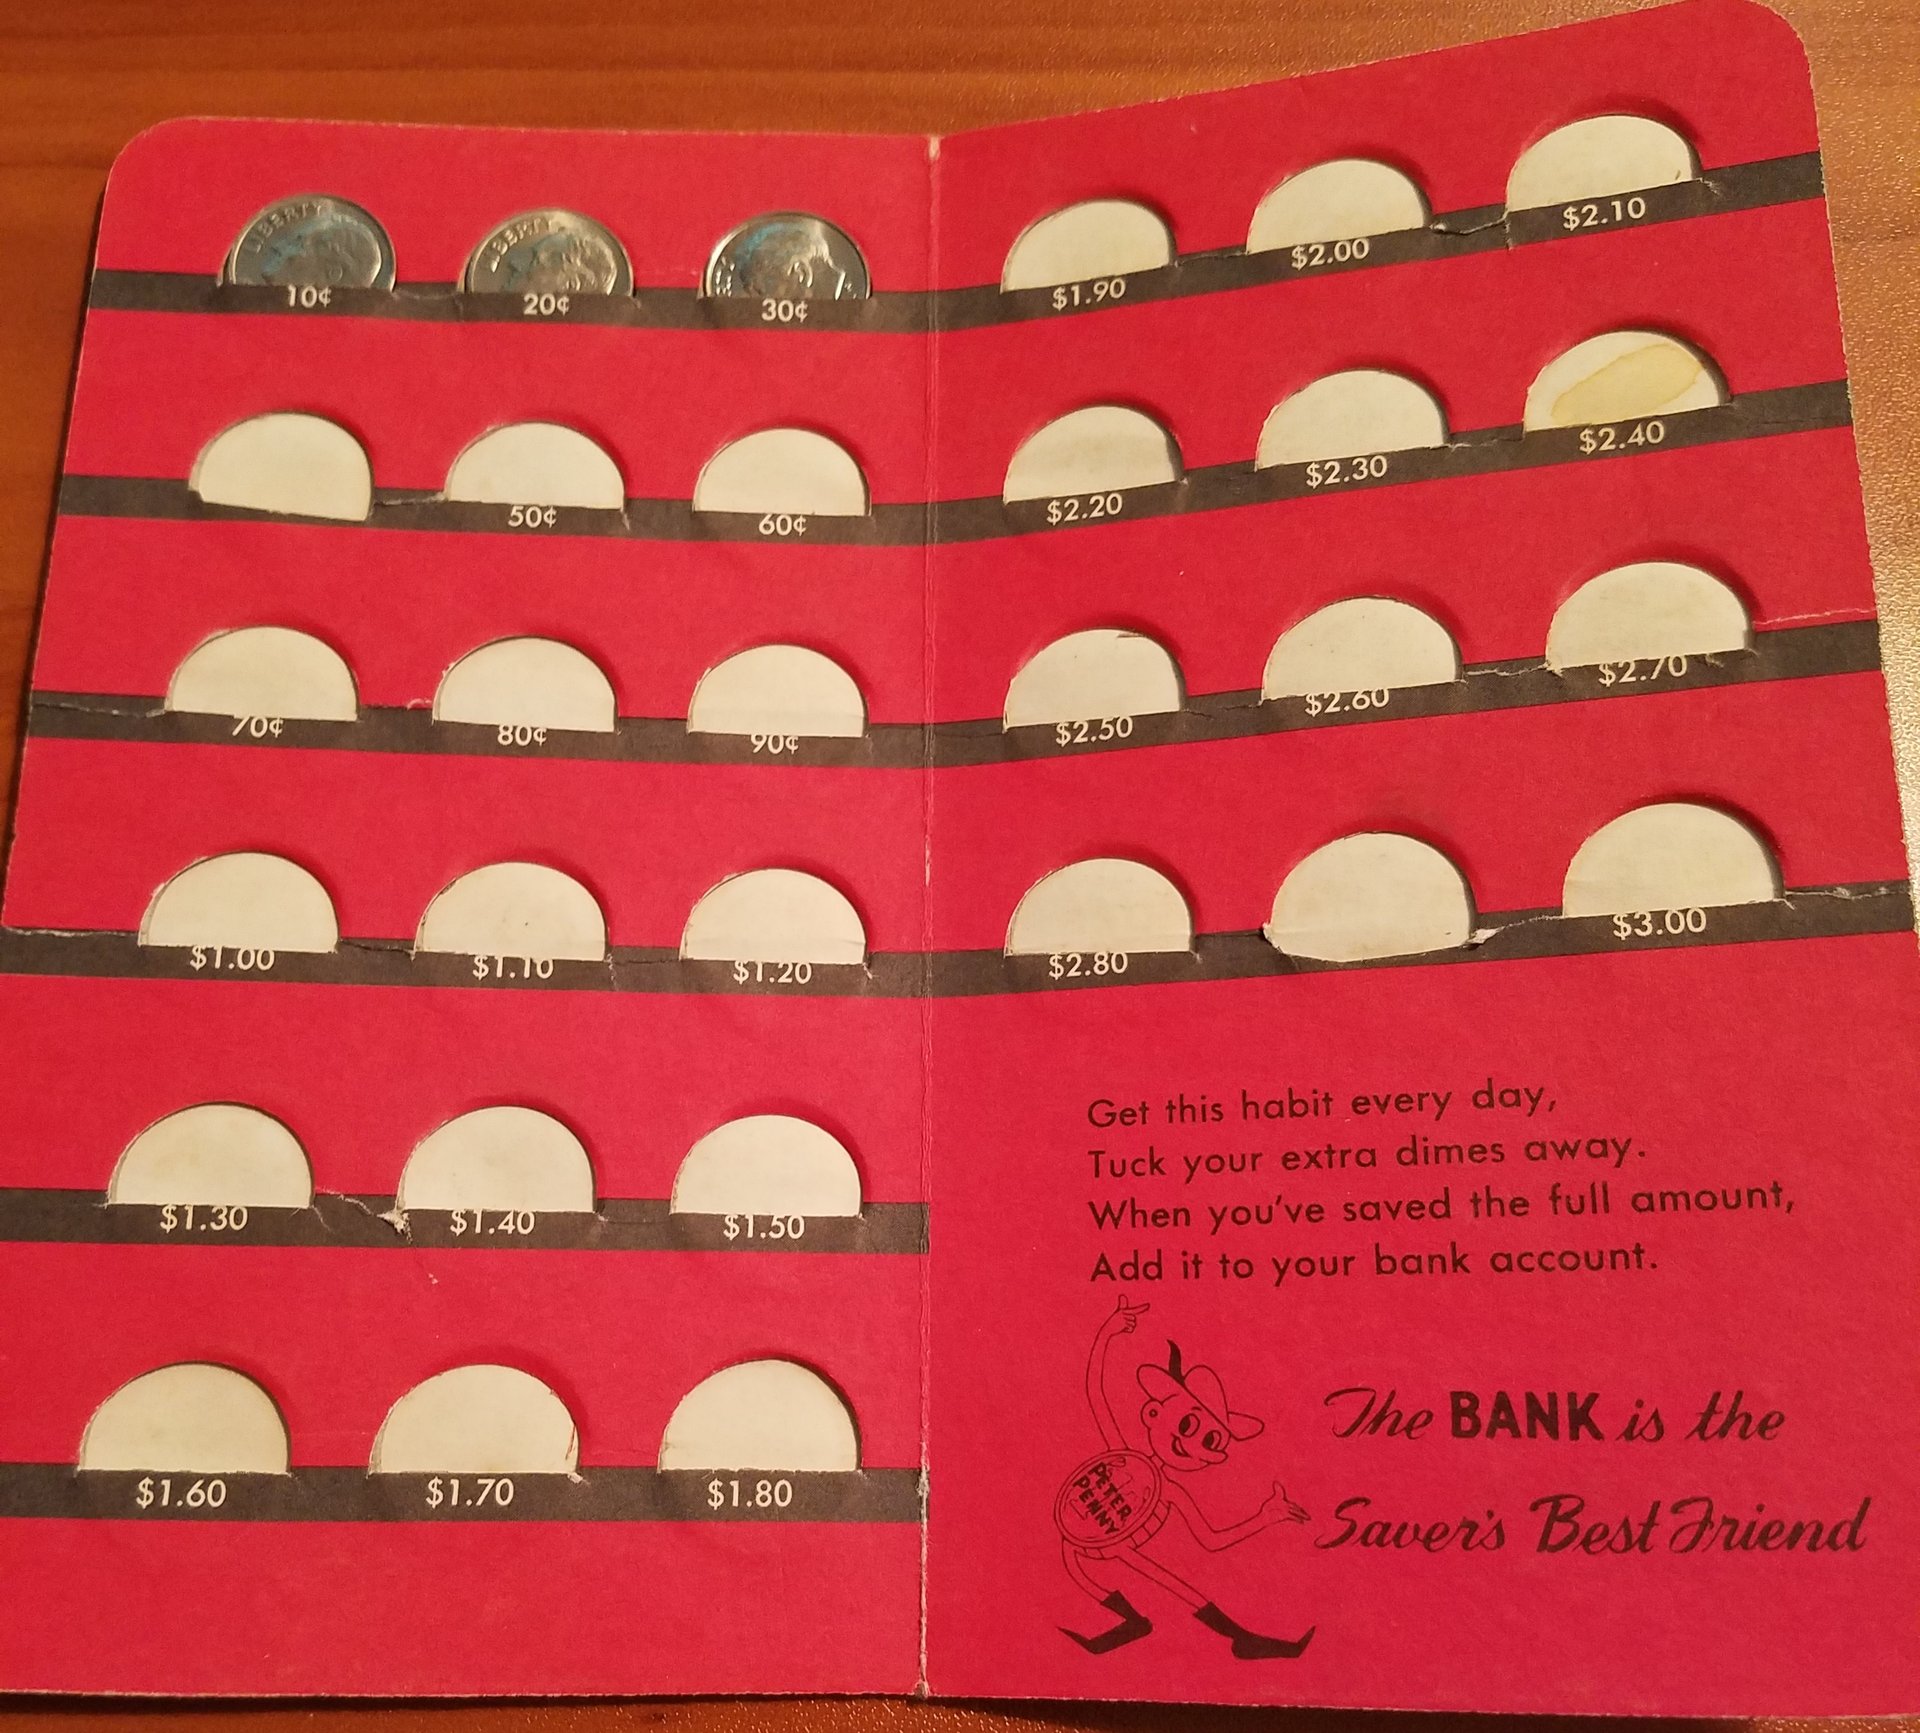 LIBERTY LIBERTY
10¢ 20¢ 30¢
50¢ 60¢
70¢ 80¢ 90¢
$1.00 $1.10 $1.20
$1.30 $1.40 $1.50
$1.60 $1.70 $1.80
$1.90 $2.00 $2.10
$2.20 $2.30 $2.40
$2.50 $2.60 $2.70
$2.80 $3.00
Get this habit every day,
Tuck your extra dimes away.
When you've saved the full amount,
Add it to your bank account.
PETER
PENNY
The BANK is the
Saver's Best Friend